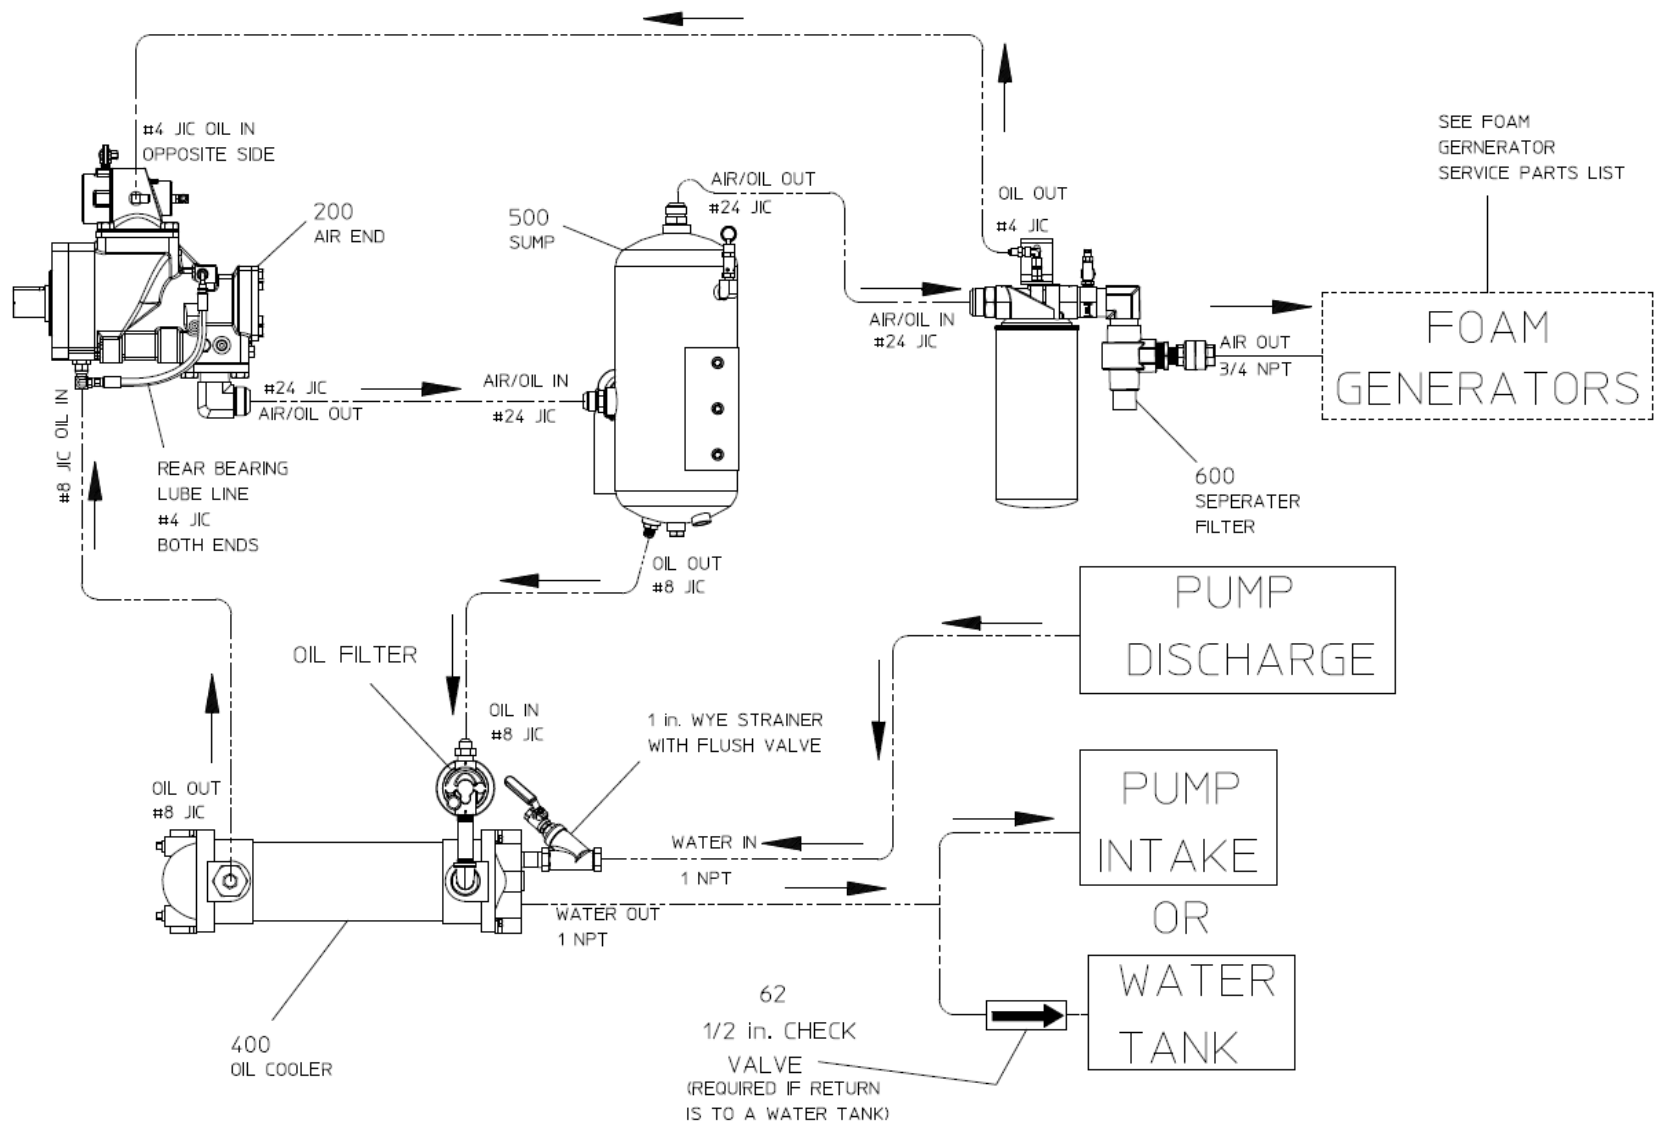 #4 JIC OIL IN
OPPOSITE SIDE
200
AIR END
500
SUMP
AIR/OIL OUT
#24 JIC
OIL OUT
#4 JIC
SEE FOAM
GERNERATOR
SERVICE PARTS LIST
AIR/OIL IN
#24 JIC
FOAM
GENERATORS
AIR OUT
3/4 NPT
#24 JIC
AIR/OIL OUT
AIR/OIL IN
#24 JIC
#8 JIC OIL IN
REAR BEARING
LUBE LINE
#4 JIC
BOTH ENDS
600
SEPERATER
FILTER
OIL OUT
#8 JIC
PUMP
DISCHARGE
OIL FILTER
OIL IN
#8 JIC
1 in. WYE STRAINER
WITH FLUSH VALVE
OIL OUT
#8 JIC
WATER IN
1 NPT
PUMP
INTAKE
OR
WATER OUT
1 NPT
WATER
TANK
400
OIL COOLER
62
1/2 in. CHECK
VALVE
(REQUIRED IF RETURN
IS TO A WATER TANK)